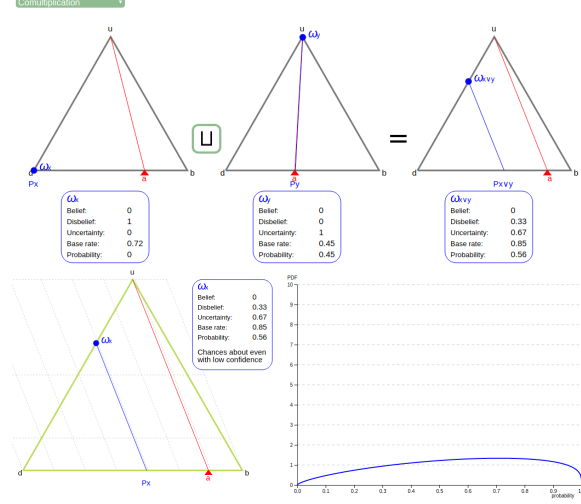 Comultiplication
u
u
u
ωy
ωx∨y
⊔
=
ωx
d
a
b
d
a
b
d
a
b
Px
Py
Px∨y
ωx
Belief: 0
Disbelief: 1
Uncertainty: 0
Base rate: 0.72
Probability: 0
ωy
Belief: 0
Disbelief: 0
Uncertainty: 1
Base rate: 0.45
Probability: 0.45
ωx∨y
Belief: 0
Disbelief: 0.33
Uncertainty: 0.67
Base rate: 0.85
Probability: 0.56
u
ωx
d
a
b
Px
ωx
Belief: 0
Disbelief: 0.33
Uncertainty: 0.67
Base rate: 0.85
Probability: 0.56
Chances about even
with low confidence
PDF
10
9
8
7
6
5
4
3
2
1
0
0.0 0.1 0.2 0.3 0.4 0.5 0.6 0.7 0.8 0.9
probability